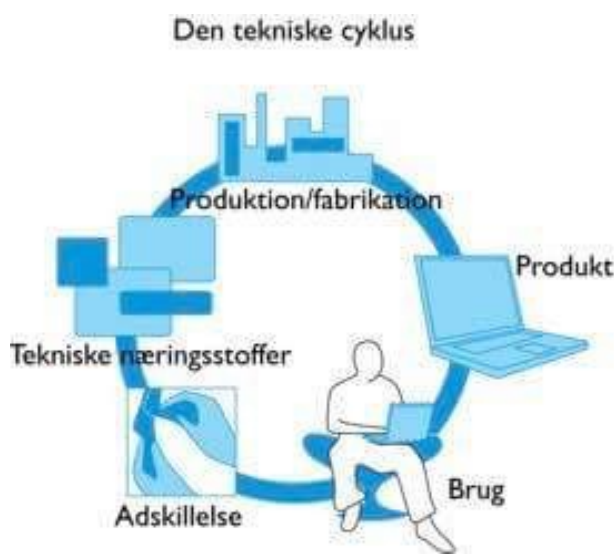 Den tekniske cyklus
Produktion/fabrikation
Produkt
Brug
Adskillelse
Tekniske næringsstoffer